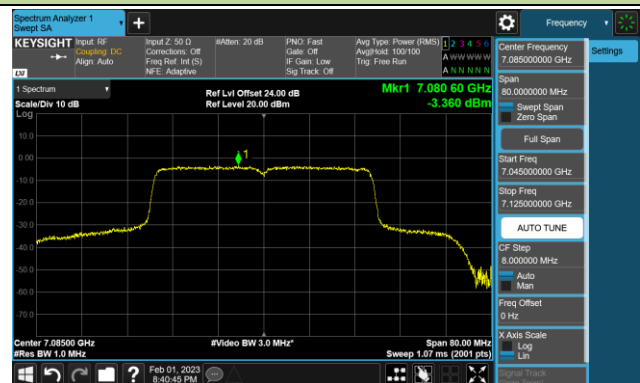 Spectrum Analyzer 1
Swept SA
+
Frequency
KEYSIGHT
Input: RF
Coupling: DC
Align: Auto
Input Z: 50 Ω
Corrections: Off
Freq Ref: Int (S)
NFE: Adaptive
#Atten: 20 dB
PNO: Fast
Gate: Off
IF Gain: Low
Sig Track: Off
Avg Type: Power (RMS)
Avg|Hold: 100/100
Trig: Free Run
1 2 3 4 5 6
A W W W W W
A N N N N N
LXI
1 Spectrum
Scale/Div 10 dB
Log
Ref Lvl Offset 24.00 dB
Ref Level 20.00 dBm
Mkr1 7.080 60 GHz
-3.360 dBm
10.0
0.00
1
-10.0
-20.0
-30.0
-40.0
-50.0
-60.0
-70.0
Center 7.08500 GHz
#Res BW 1.0 MHz
#Video BW 3.0 MHz*
Span 80.00 MHz
Sweep 1.07 ms (2001 pts)
Center Frequency
7.085000000 GHz
Settings
Span
80.0000000 MHz
Swept Span
Zero Span
Full Span
Start Freq
7.045000000 GHz
Stop Freq
7.125000000 GHz
AUTO TUNE
CF Step
8.000000 MHz
Auto
Man
Freq Offset
0 Hz
X Axis Scale
Log
Lin
Signal Track
?
Feb 01, 2023
8:40:45 PM